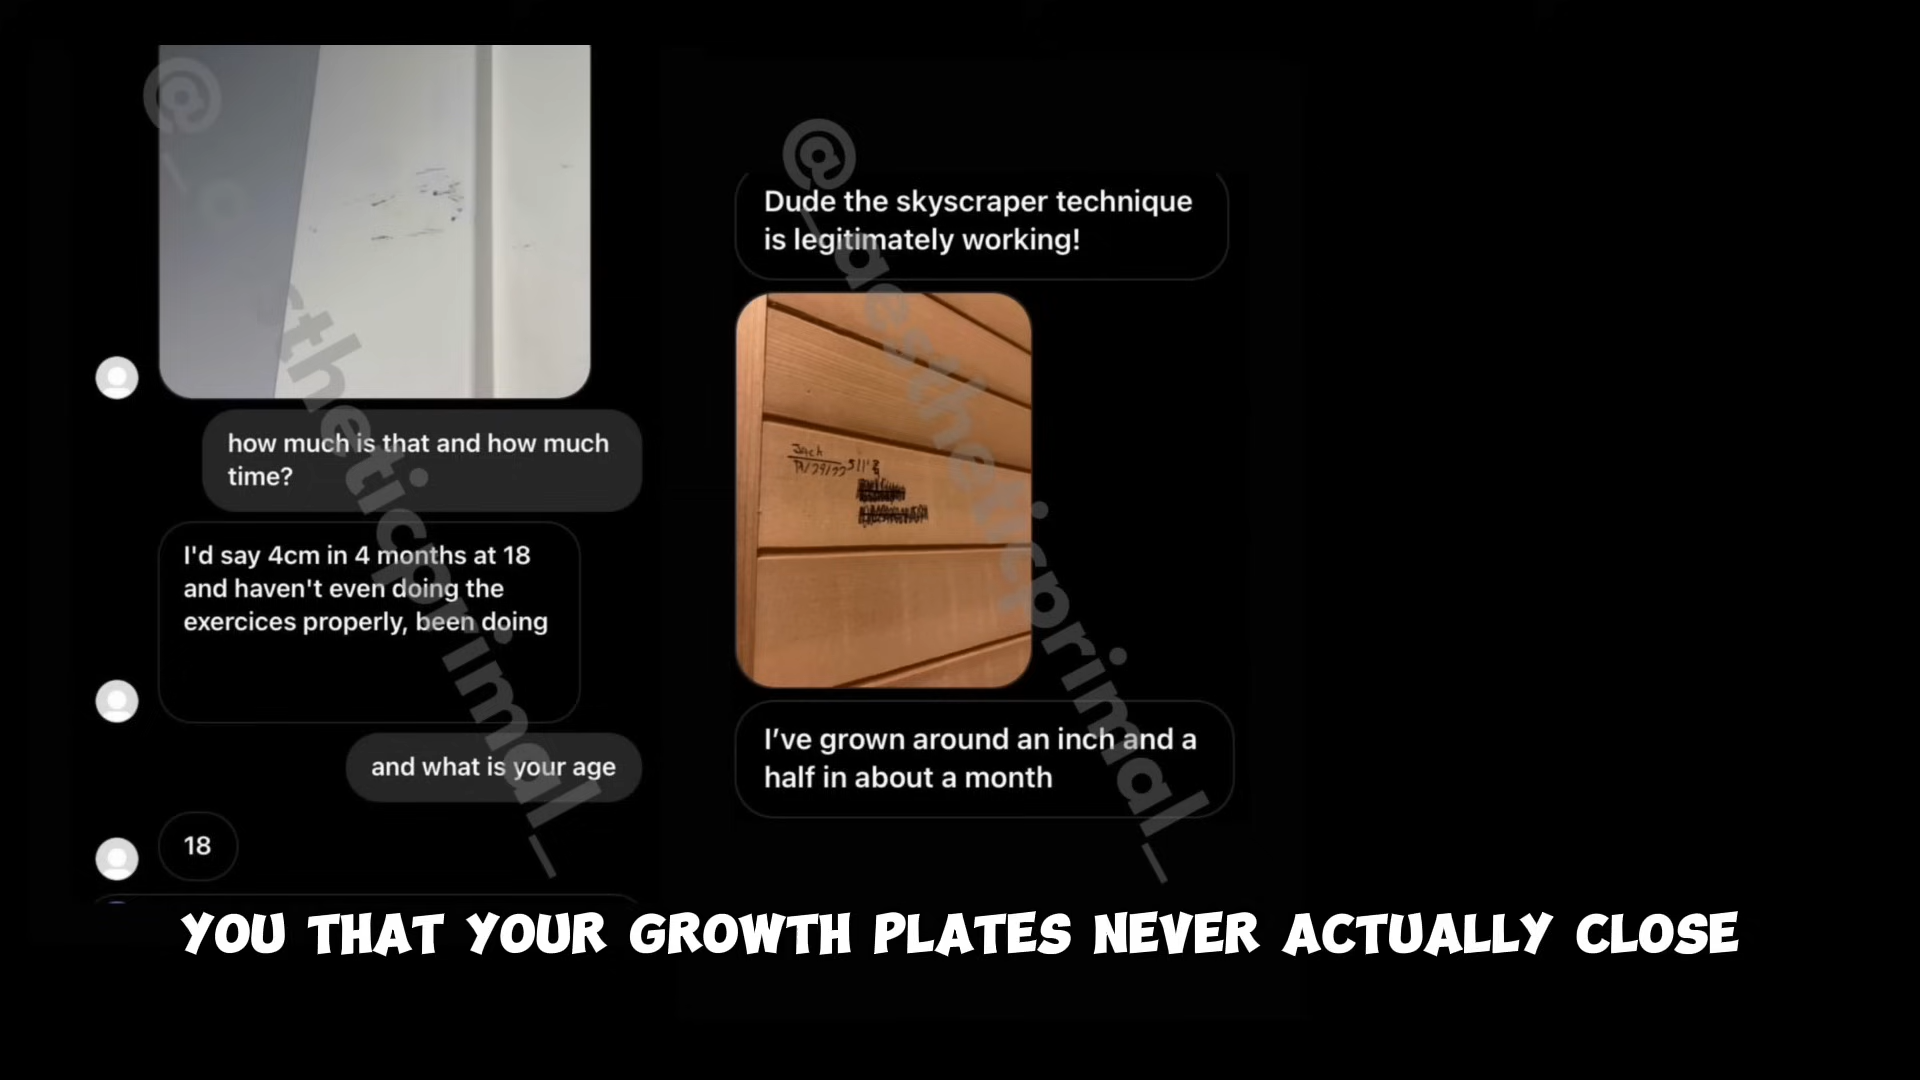 how much is that and how much
time?
I'd say 4cm in 4 months at 18
and haven't even doing the
exercices properly, been doing
and what is your age
18
Dude the skyscraper technique
is legitimately working!
Jack
I've grown around an inch and a
half in about a month
@_aestheticprimal_
YOU THAT YOUR GROWTH PLATES NEVER ACTUALLY CLOSE